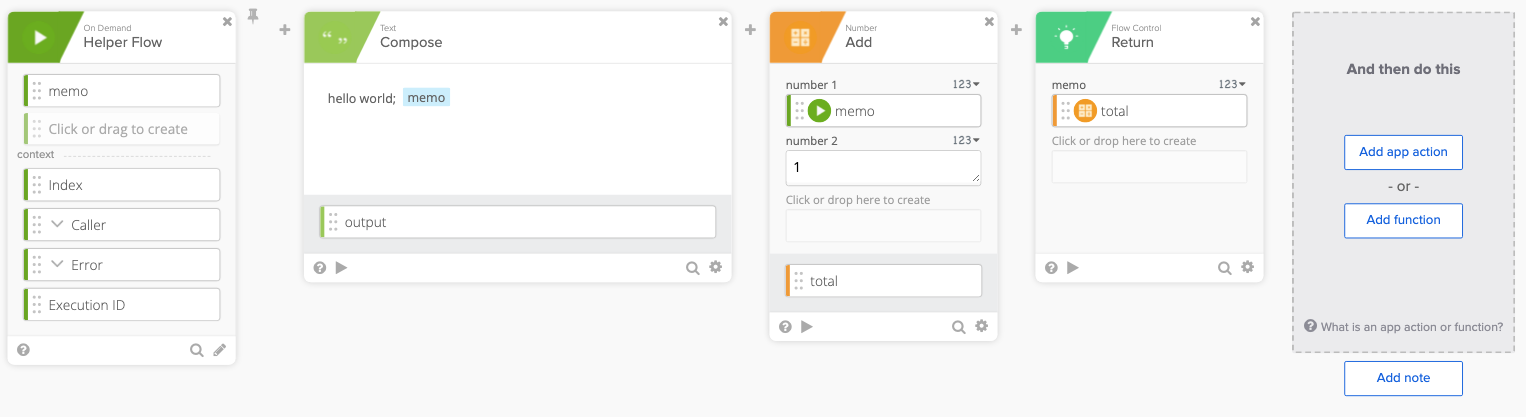 On Demand
Helper Flow
memo
Click or drag to create
context
Index
Caller
Error
Execution ID
Text
Compose
hello world; memo
output
Number
Add
number 1 123
memo
number 2 123
1
Click or drop here to create
total
Flow Control
Return
memo 123
total
Click or drop here to create
And then do this
Add app action
- or -
Add function
What is an app action or function?
Add note